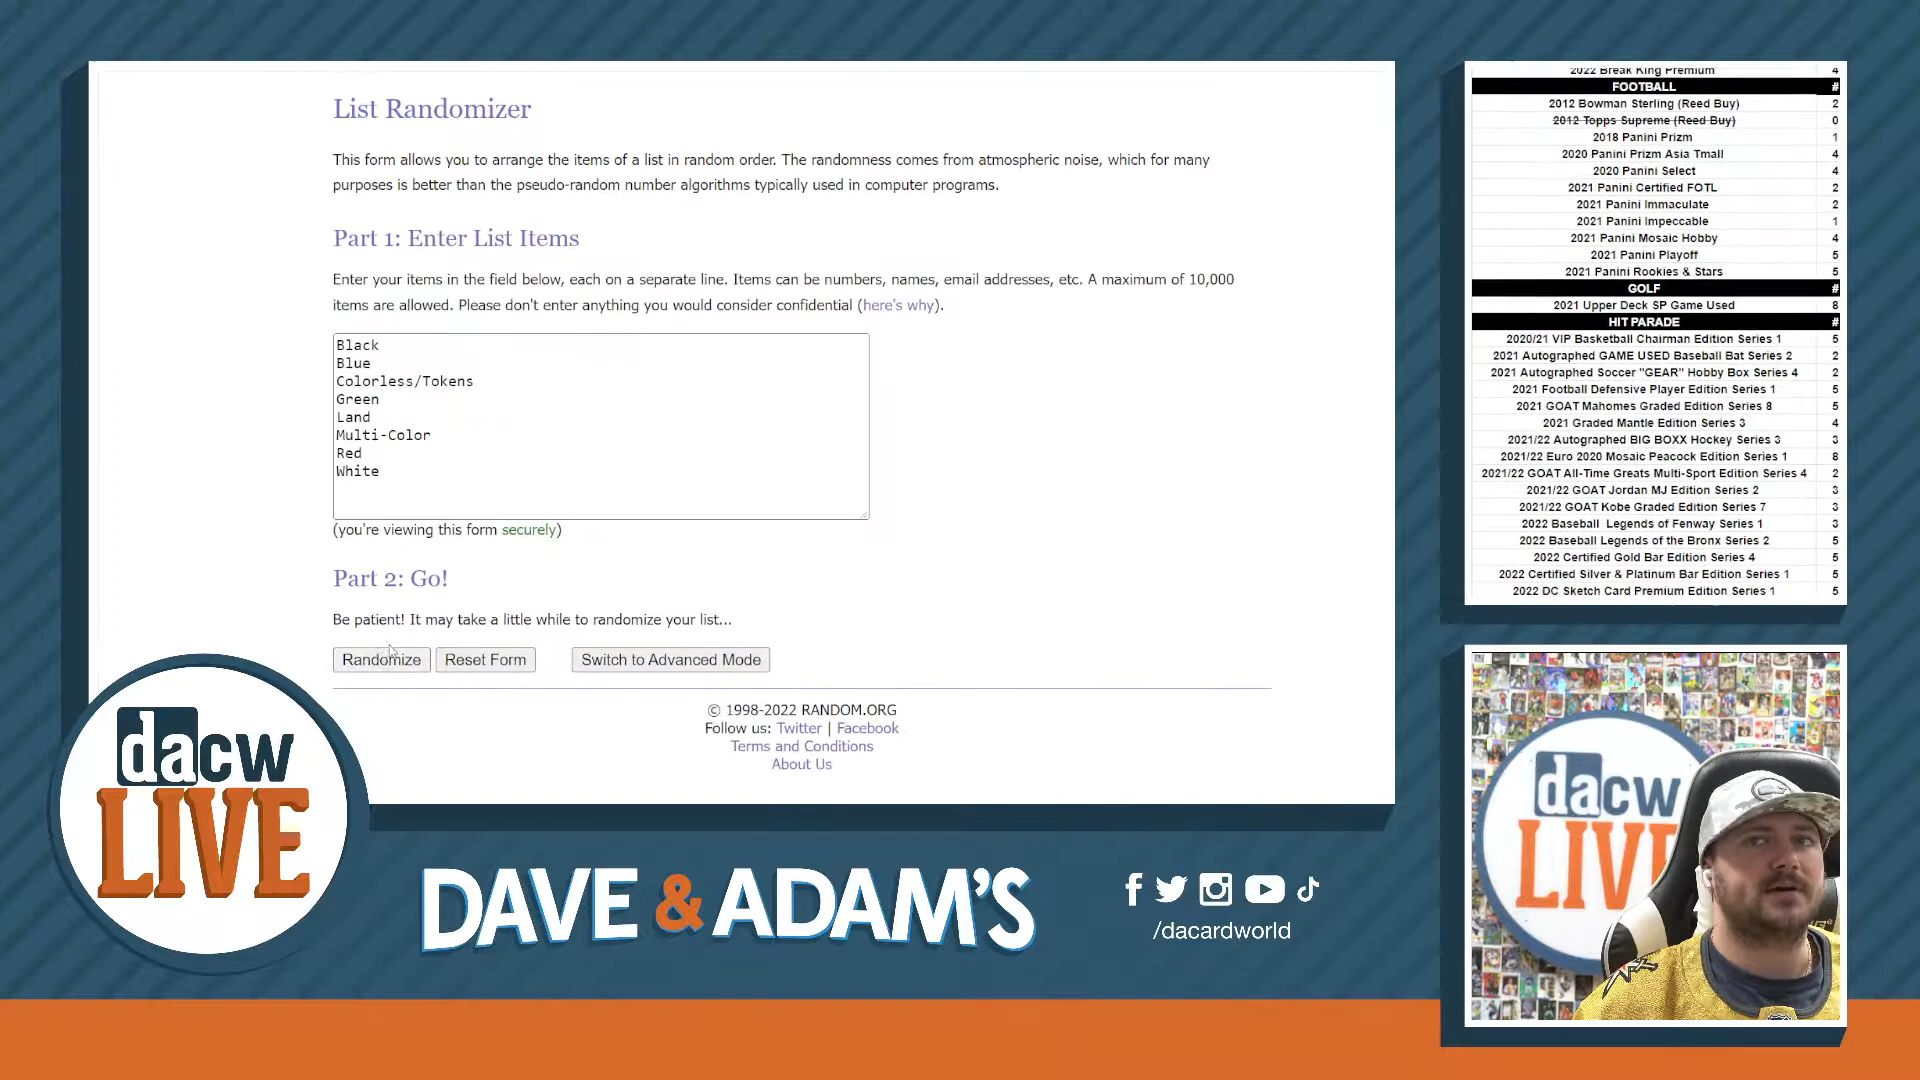 List Randomizer
This form allows you to arrange the items of a list in random order. The randomness comes from atmospheric noise, which for many
purposes is better than the pseudo-random number algorithms typically used in computer programs.
Part 1: Enter List Items
Enter your items in the field below, each on a separate line. Items can be numbers, names, email addresses, etc. A maximum of 10,000
items are allowed. Please don't enter anything you would consider confidential (here's why).
Black
Blue
Colorless/Tokens
Green
Land
Multi-Color
Red
White
(you're viewing this form securely)
Part 2: Go!
Be patient! It may take a little while to randomize your list...
Randomize Reset Form Switch to Advanced Mode
© 1998-2022 RANDOM.ORG
Follow us: Twitter | Facebook
Terms and Conditions
About Us
dacw
LIVE
DAVE & ADAM'S
/dacardworld
2022 Break King Premium 4
FOOTBALL #
2012 Bowman Sterling (Reed Buy) 2
2012 Topps Supreme (Reed Buy) 0
2018 Panini Prizm 1
2020 Panini Prizm Asia Tmall 4
2020 Panini Select 4
2021 Panini Certified FOTL 2
2021 Panini Immaculate 2
2021 Panini Impeccable 1
2021 Panini Mosaic Hobby 4
2021 Panini Playoff 5
2021 Panini Rookies & Stars 5
GOLF #
2021 Upper Deck SP Game Used 8
HIT PARADE #
2020/21 VIP Basketball Chairman Edition Series 1 5
2021 Autographed GAME USED Baseball Bat Series 2 2
2021 Autographed Soccer "GEAR" Hobby Box Series 4 2
2021 Football Defensive Player Edition Series 1 5
2021 GOAT Mahomes Graded Edition Series 8 5
2021 Graded Mantle Edition Series 3 4
2021/22 Autographed BIG BOXX Hockey Series 3 3
2021/22 Euro 2020 Mosaic Peacock Edition Series 1 8
2021/22 GOAT All-Time Greats Multi-Sport Edition Series 4 2
2021/22 GOAT Jordan MJ Edition Series 2 3
2021/22 GOAT Kobe Graded Edition Series 7 3
2022 Baseball Legends of Fenway Series 1 3
2022 Baseball Legends of the Bronx Series 2 5
2022 Certified Gold Bar Edition Series 4 5
2022 Certified Silver & Platinum Bar Edition Series 1 5
2022 DC Sketch Card Premium Edition Series 1 5
dacw
LIVE